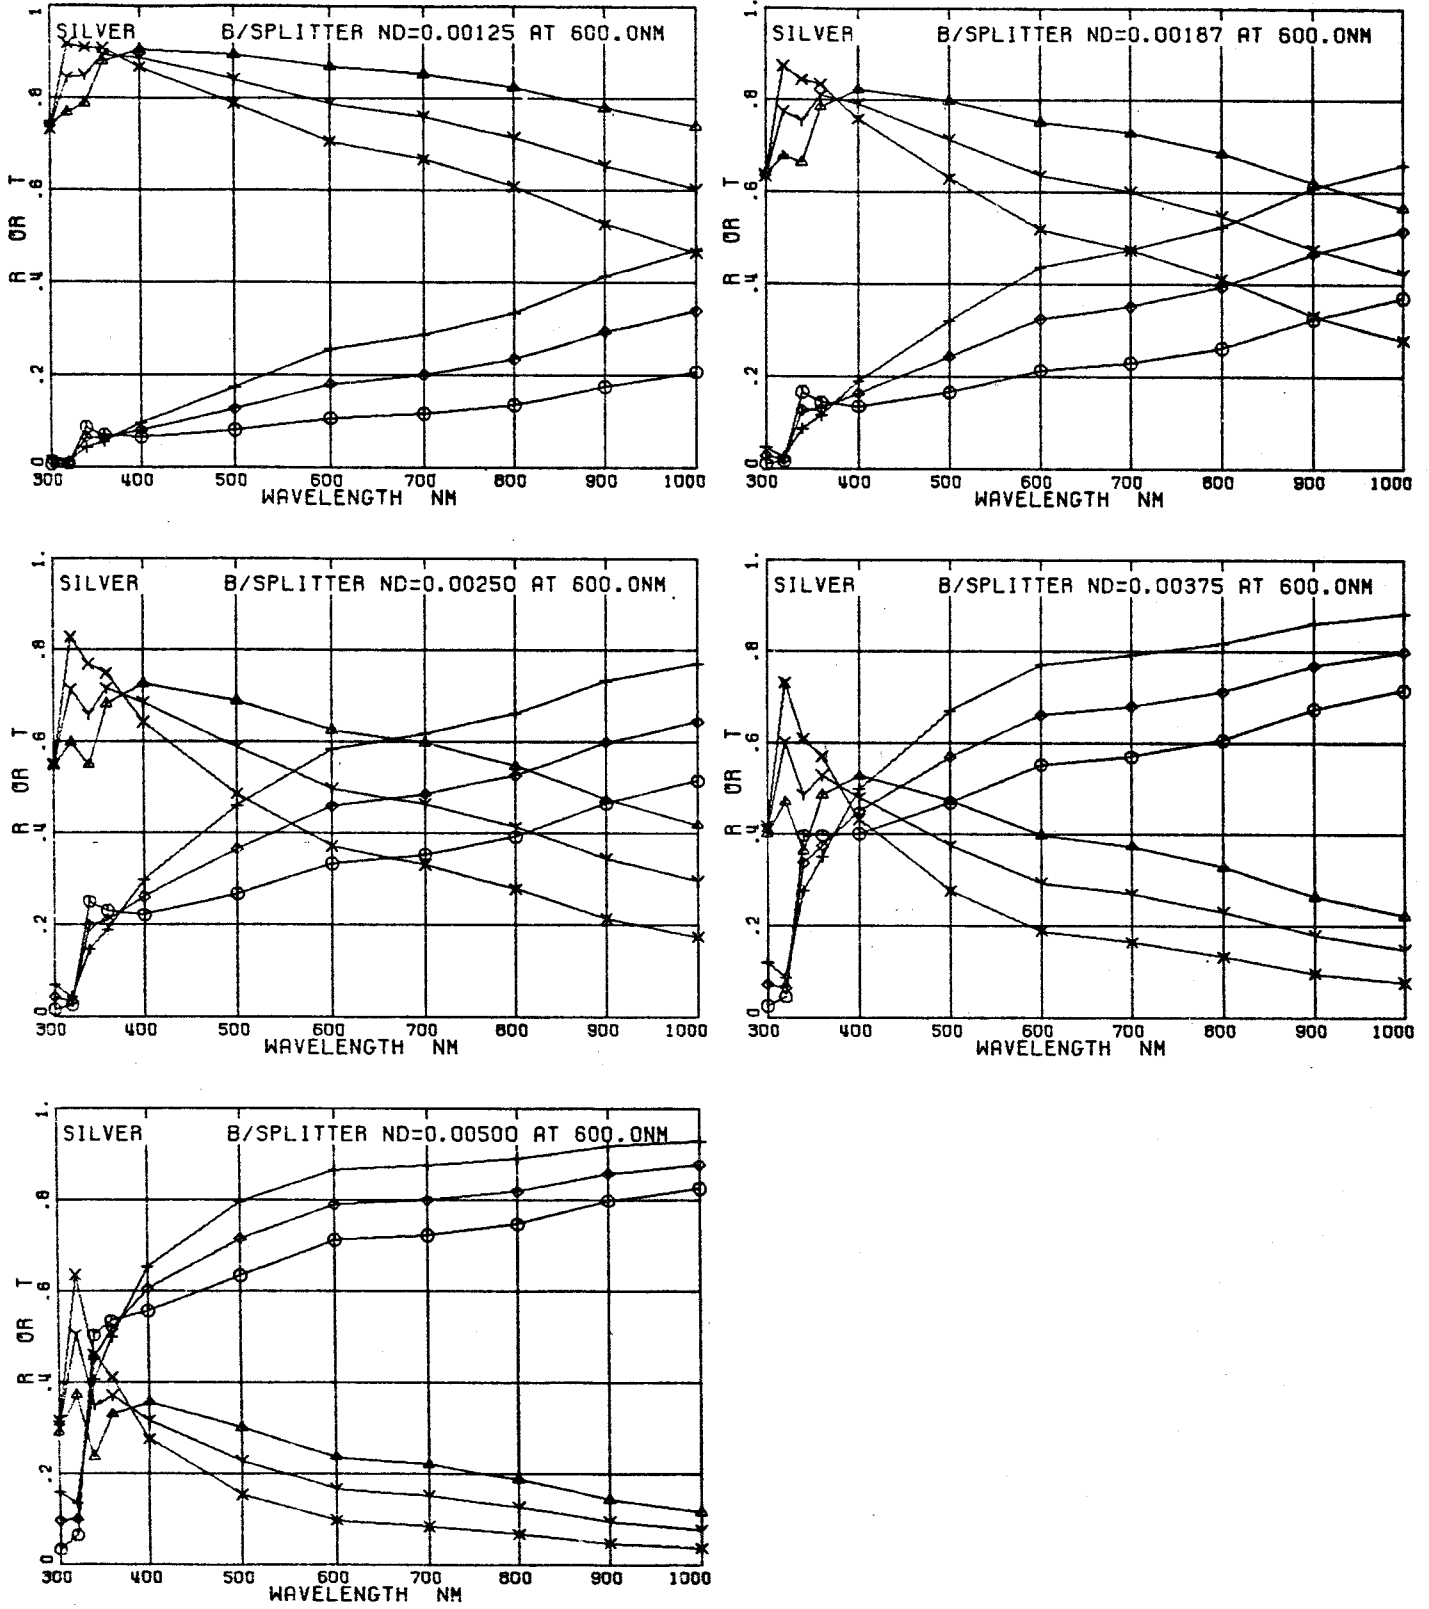 SILVER B/SPLITTER ND=0.00125 AT 600.0NM
1.
.8
.6
.4
.2
0
R OR T
300 400 500 600 700 800 900 1000
WAVELENGTH NM
SILVER B/SPLITTER ND=0.00187 AT 600.0NM
1.
.8
.6
.4
.2
0
R OR T
300 400 500 600 700 800 900 1000
WAVELENGTH NM
SILVER B/SPLITTER ND=0.00250 AT 600.0NM
1.
.8
.6
.4
.2
0
R OR T
300 400 500 600 700 800 900 1000
WAVELENGTH NM
SILVER B/SPLITTER ND=0.00375 AT 600.0NM
1.
.8
.6
.4
.2
0
R OR T
300 400 500 600 700 800 900 1000
WAVELENGTH NM
SILVER B/SPLITTER ND=0.00500 AT 600.0NM
1.
.8
.6
.4
.2
0
R OR T
300 400 500 600 700 800 900 1000
WAVELENGTH NM